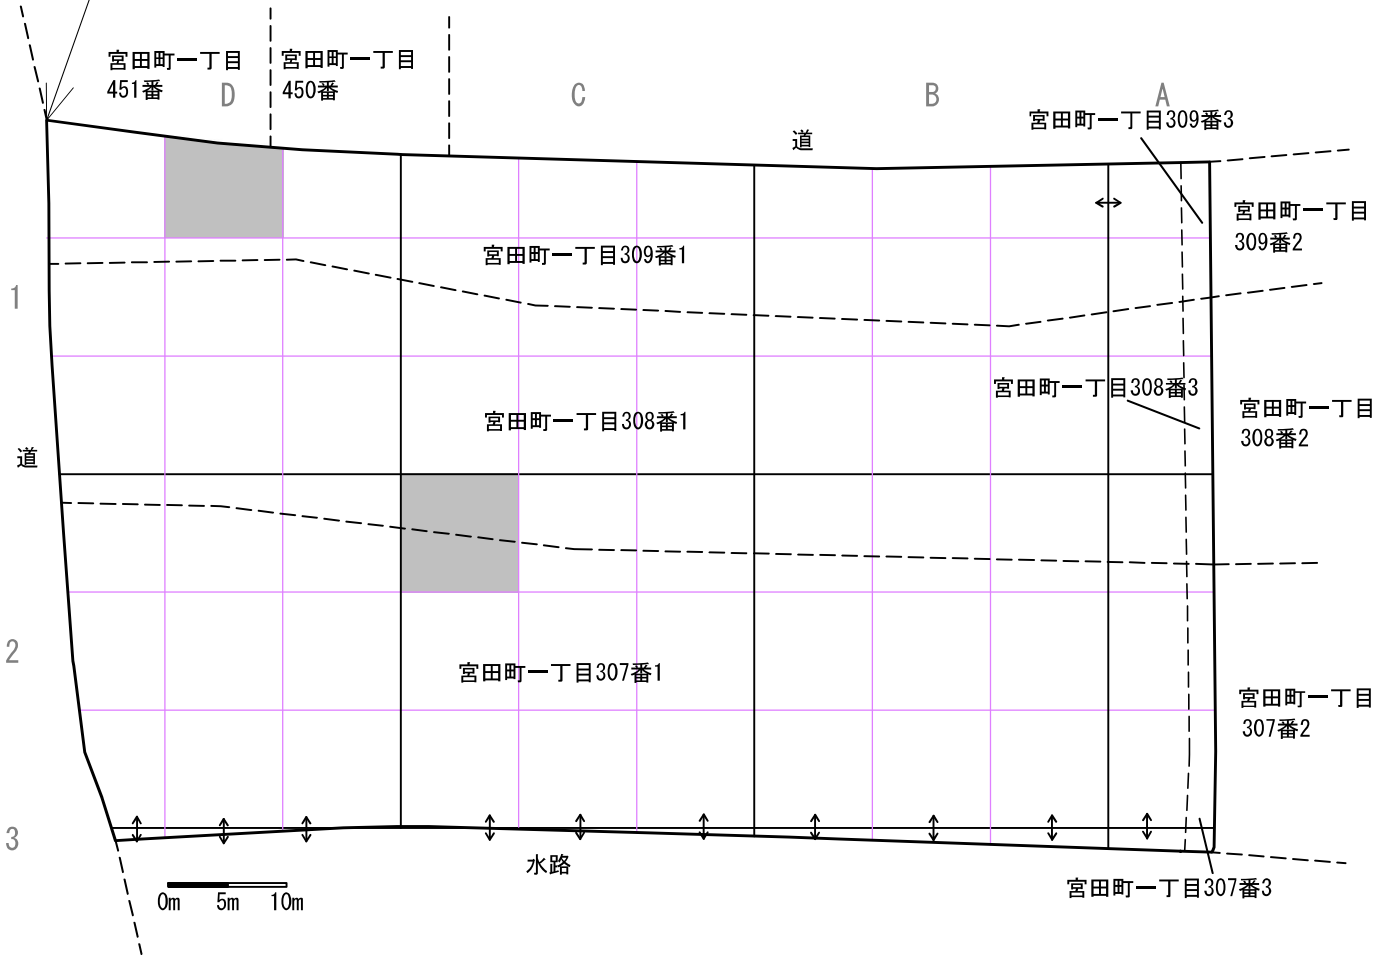 宮田町一丁目
451番
宮田町一丁目
450番
D
C
B
A
道
宮田町一丁目309番3
宮田町一丁目
309番2
宮田町一丁目309番1
1
宮田町一丁目308番3
宮田町一丁目308番1
宮田町一丁目
308番2
道
2
宮田町一丁目307番1
宮田町一丁目
307番2
3
水路
宮田町一丁目307番3
0m 5m 10m